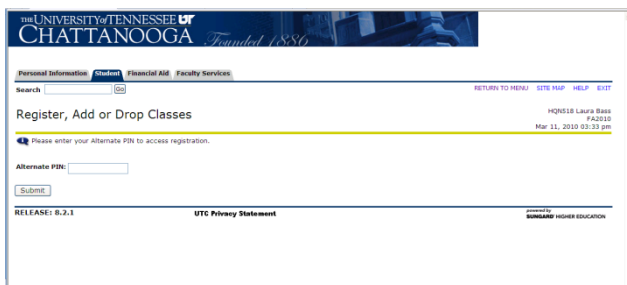 THE UNIVERSITY of TENNESSEE UT
CHATTANOOGA Founded 1886
Personal Information Student Financial Aid Faculty Services
Search Go RETURN TO MENU SITE MAP HELP EXIT
Register, Add or Drop Classes
HQN518 Laura Bass
FA2010
Mar 11, 2010 03:33 pm
Please enter your Alternate PIN to access registration.
Alternate PIN:
Submit
RELEASE: 8.2.1 UTC Privacy Statement powered by
SUNGARD HIGHER EDUCATION